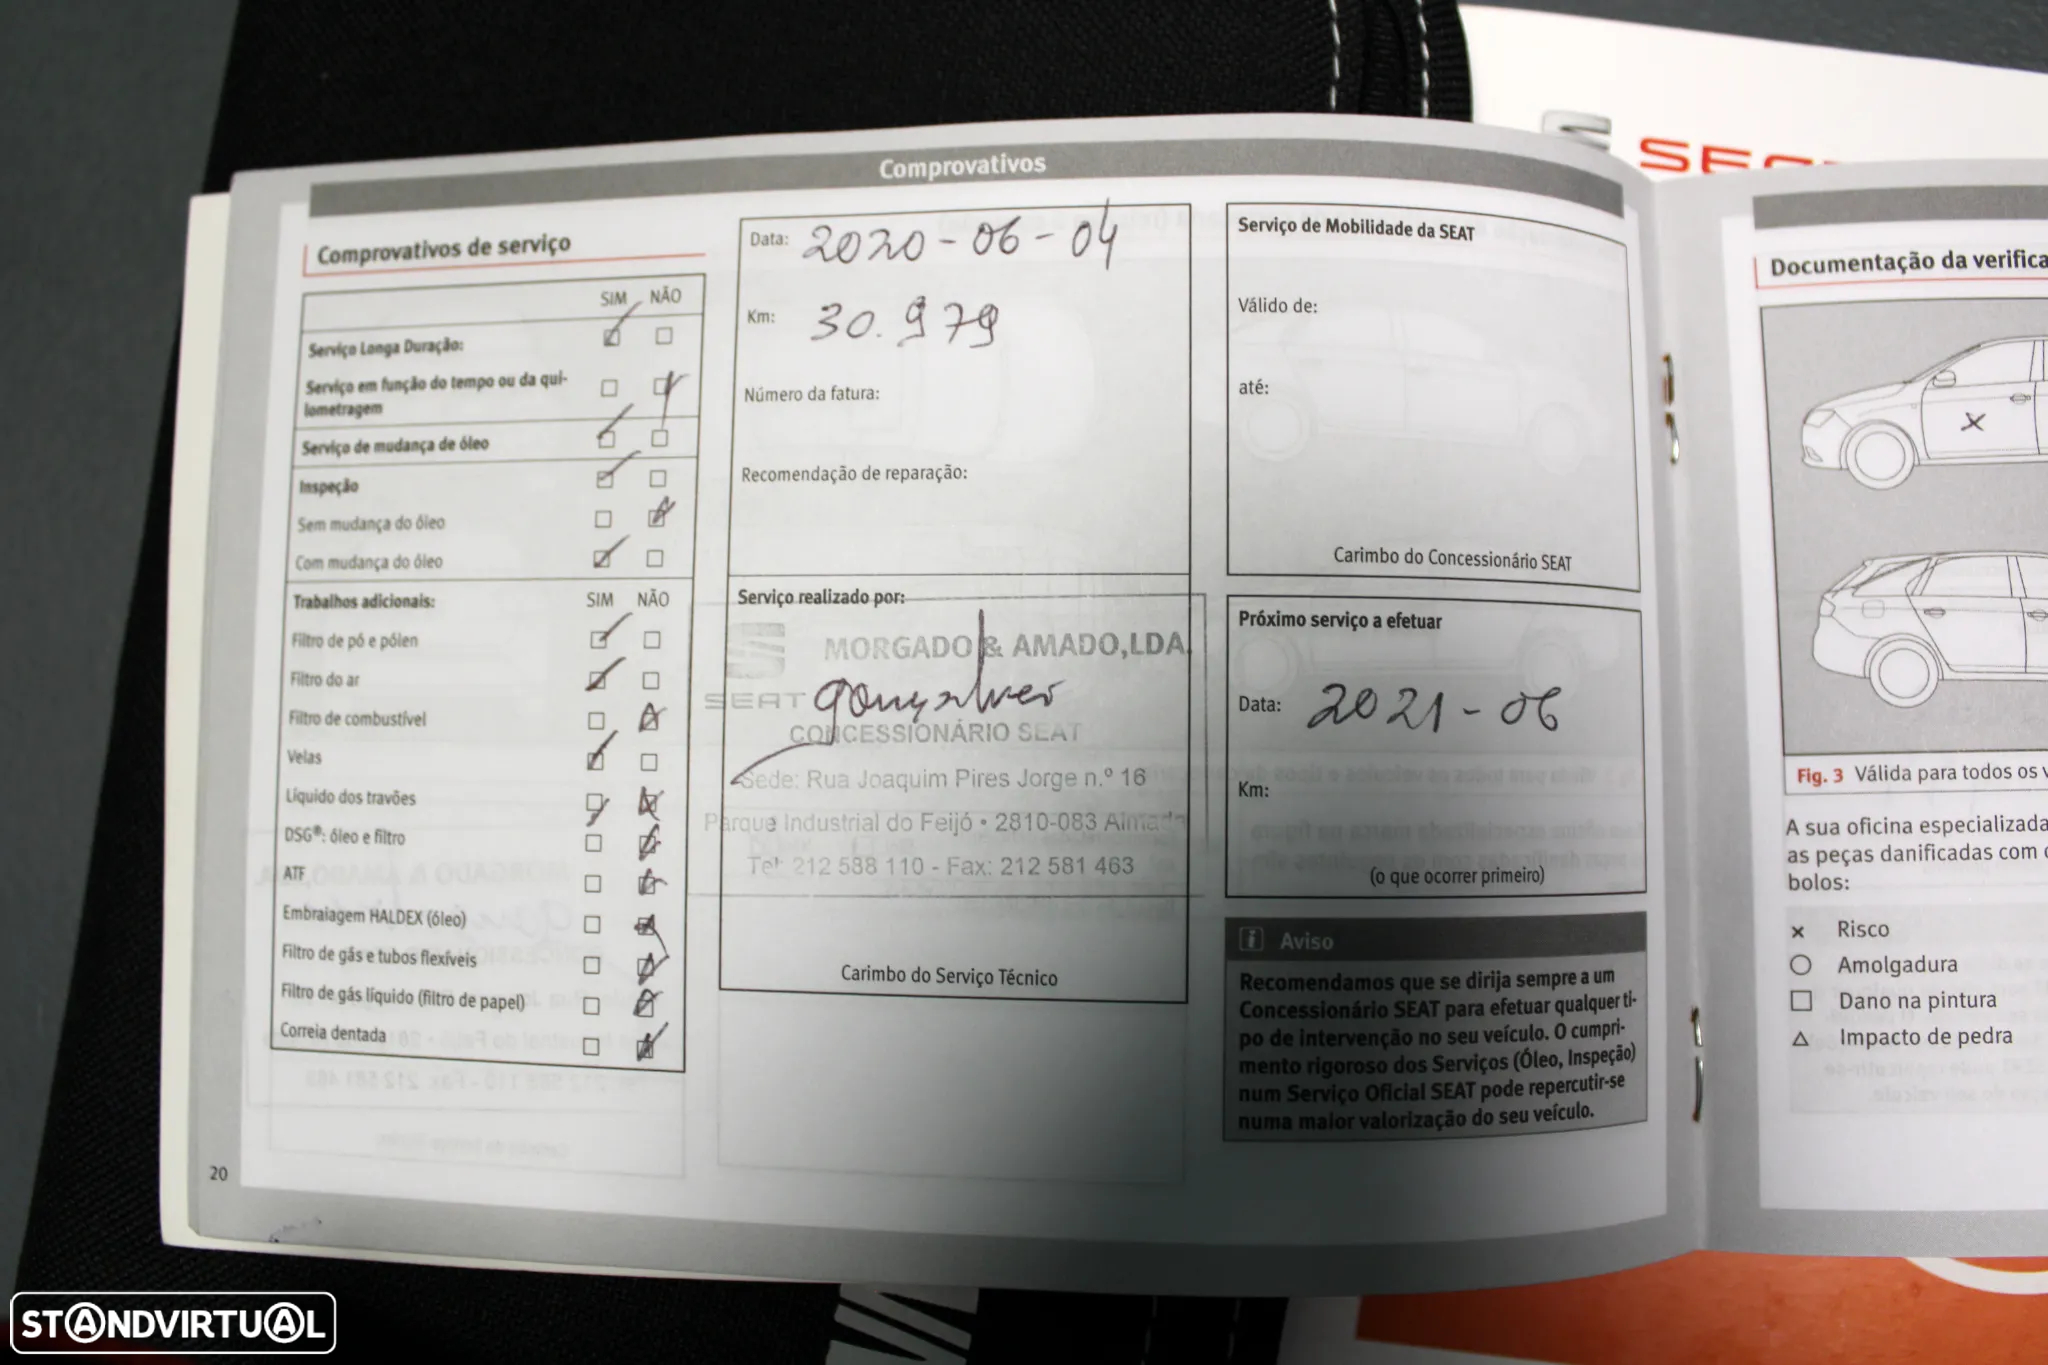 SEAT
Comprovativos
Comprovativos de serviço
SIM NÃO
Serviço Longa Duração:
Serviço em função do tempo ou da qui-
lometragem
Serviço de mudança de óleo
Inspeção
Sem mudança do óleo
Com mudança do óleo
Trabalhos adicionais: SIM NÃO
Filtro de pó e pólen
Filtro do ar
Filtro de combustível
Velas
Líquido dos travões
DSG®: óleo e filtro
ATF
Embraiagem HALDEX (óleo)
Filtro de gás e tubos flexíveis
Filtro de gás líquido (filtro de papel)
Correia dentada
20
Data: 2020-06-04
Km: 30.979
Número da fatura:
Recomendação de reparação:
Serviço realizado por:
MORGADO & AMADO,LDA.
SEAT
Gonçalves
CONCESSIONÁRIO SEAT
Sede: Rua Joaquim Pires Jorge n.º 16
Parque Industrial do Feijó • 2810-083 Almada
Tel: 212 588 110 - Fax: 212 581 463
Carimbo do Serviço Técnico
Serviço de Mobilidade da SEAT
Válido de:
até:
Carimbo do Concessionário SEAT
Próximo serviço a efetuar
Data: 2021-06
Km:
(o que ocorrer primeiro)
i Aviso
Recomendamos que se dirija sempre a um
Concessionário SEAT para efetuar qualquer ti-
po de intervenção no seu veículo. O cumpri-
mento rigoroso dos Serviços (Óleo, Inspeção)
num Serviço Oficial SEAT pode repercutir-se
numa maior valorização do seu veículo.
Documentação da verifica
Fig. 3 Válida para todos os v
A sua oficina especializada
as peças danificadas com o
bolos:
Risco
Amolgadura
Dano na pintura
Impacto de pedra
STANDVIRTUAL